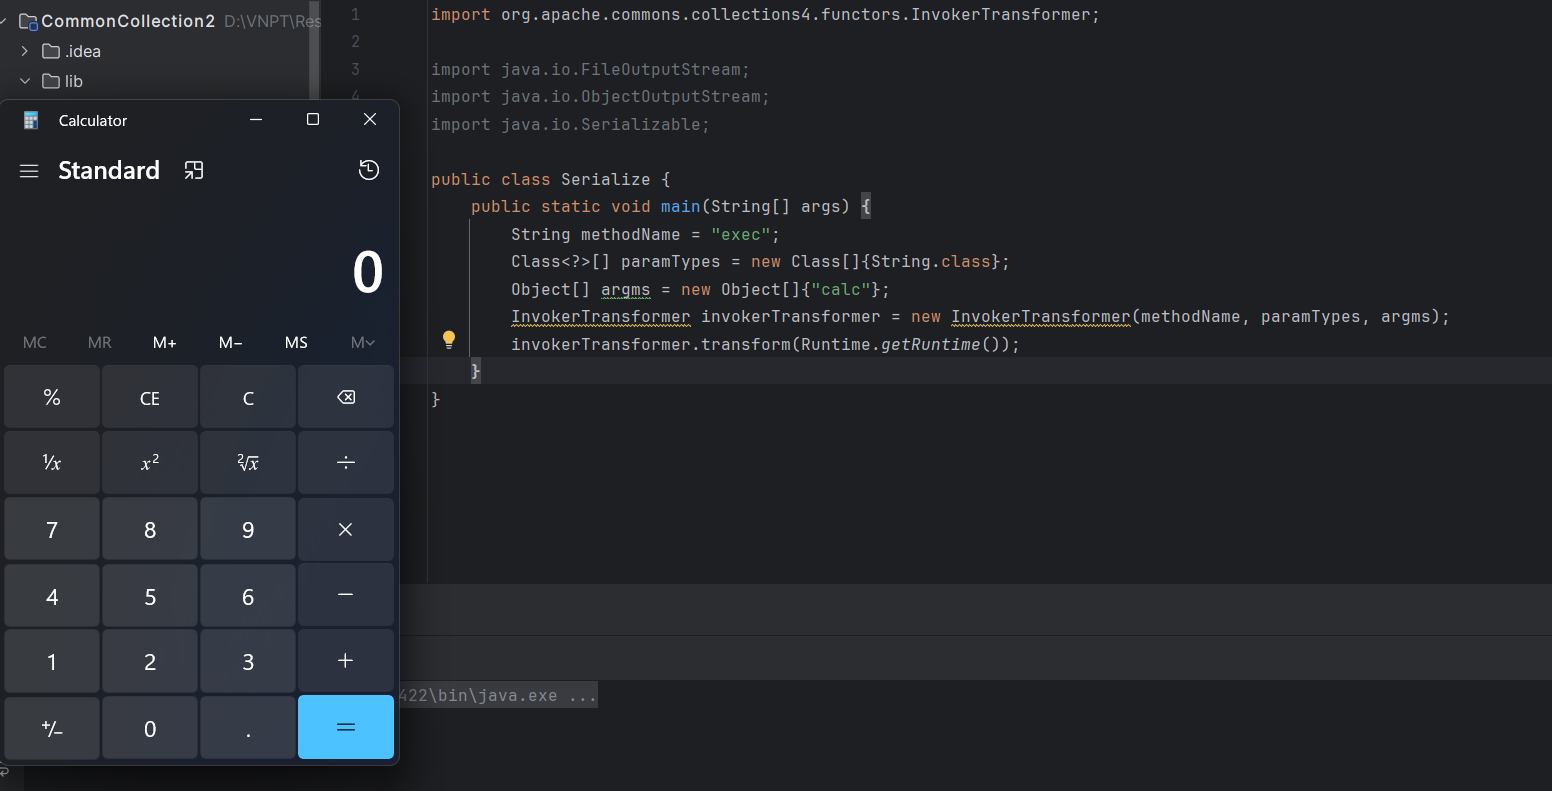 CommonCollection2 D:\VNPT\Res
.idea
lib
Calculator
Standard
0
MC MR M+ M− MS M
% CE C
1/x x2 2√x ÷
7 8 9 ×
4 5 6 −
1 2 3 +
+/− 0 . =
1 import org.apache.commons.collections4.functors.InvokerTransformer;
2
3 import java.io.FileOutputStream;
4 import java.io.ObjectOutputStream;
import java.io.Serializable;
public class Serialize {
public static void main(String[] args) {
String methodName = "exec";
Class<?>[] paramTypes = new Class[]{String.class};
Object[] argms = new Object[]{"calc"};
InvokerTransformer invokerTransformer = new InvokerTransformer(methodName, paramTypes, argms);
invokerTransformer.transform(Runtime.getRuntime());
}
}
422\bin\java.exe ...